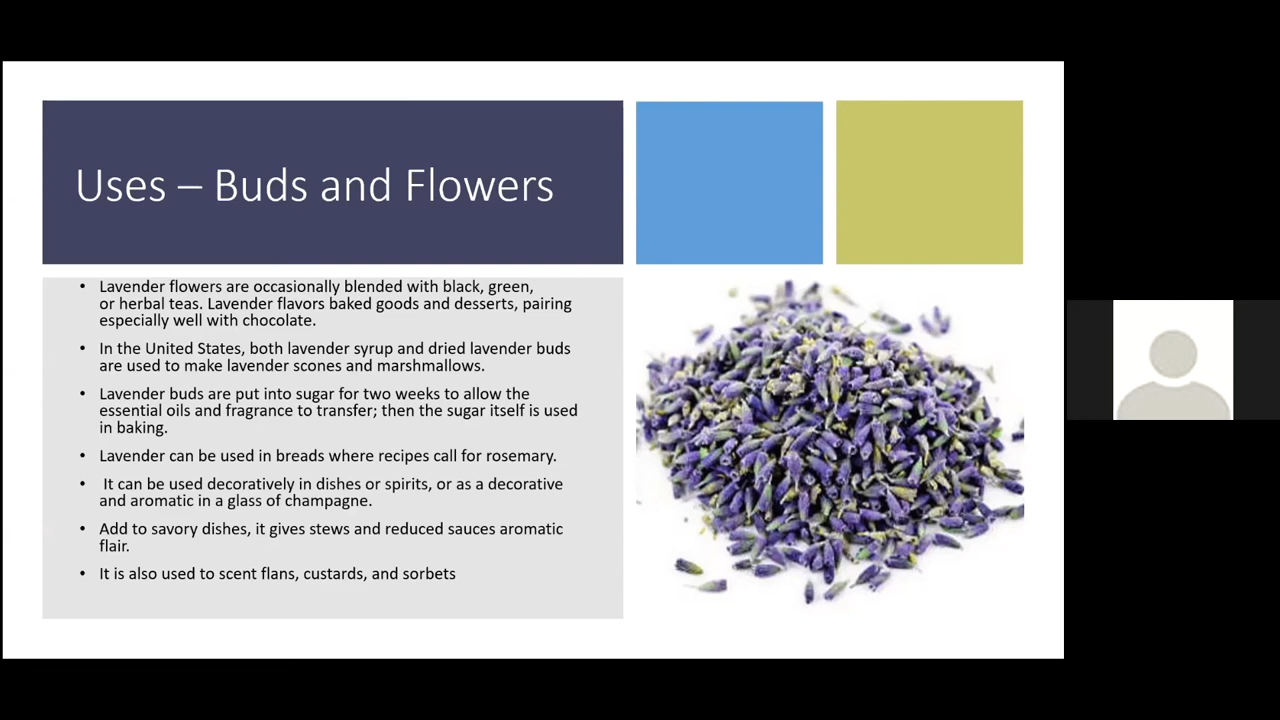 Uses – Buds and Flowers
• Lavender flowers are occasionally blended with black, green,
or herbal teas. Lavender flavors baked goods and desserts, pairing
especially well with chocolate.
• In the United States, both lavender syrup and dried lavender buds
are used to make lavender scones and marshmallows.
• Lavender buds are put into sugar for two weeks to allow the
essential oils and fragrance to transfer; then the sugar itself is used
in baking.
• Lavender can be used in breads where recipes call for rosemary.
• It can be used decoratively in dishes or spirits, or as a decorative
and aromatic in a glass of champagne.
• Add to savory dishes, it gives stews and reduced sauces aromatic
flair.
• It is also used to scent flans, custards, and sorbets